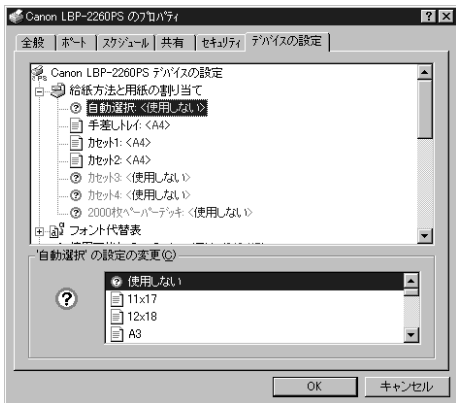 Canon LBP-2260PS のプロパティ
全般 ポート スケジュール 共有 セキュリティ デバイスの設定
Canon LBP-2260PS デバイスの設定
給紙方法と用紙の割り当て
自動選択: <使用しない>
手差しトレイ: <A4>
カセット1: <A4>
カセット2: <A4>
カセット3: <使用しない>
カセット4: <使用しない>
2000枚ペーパーデッキ: <使用しない>
フォント代替表
'自動選択' の設定の変更(C)
使用しない
11x17
12x18
A3
OK キャンセル